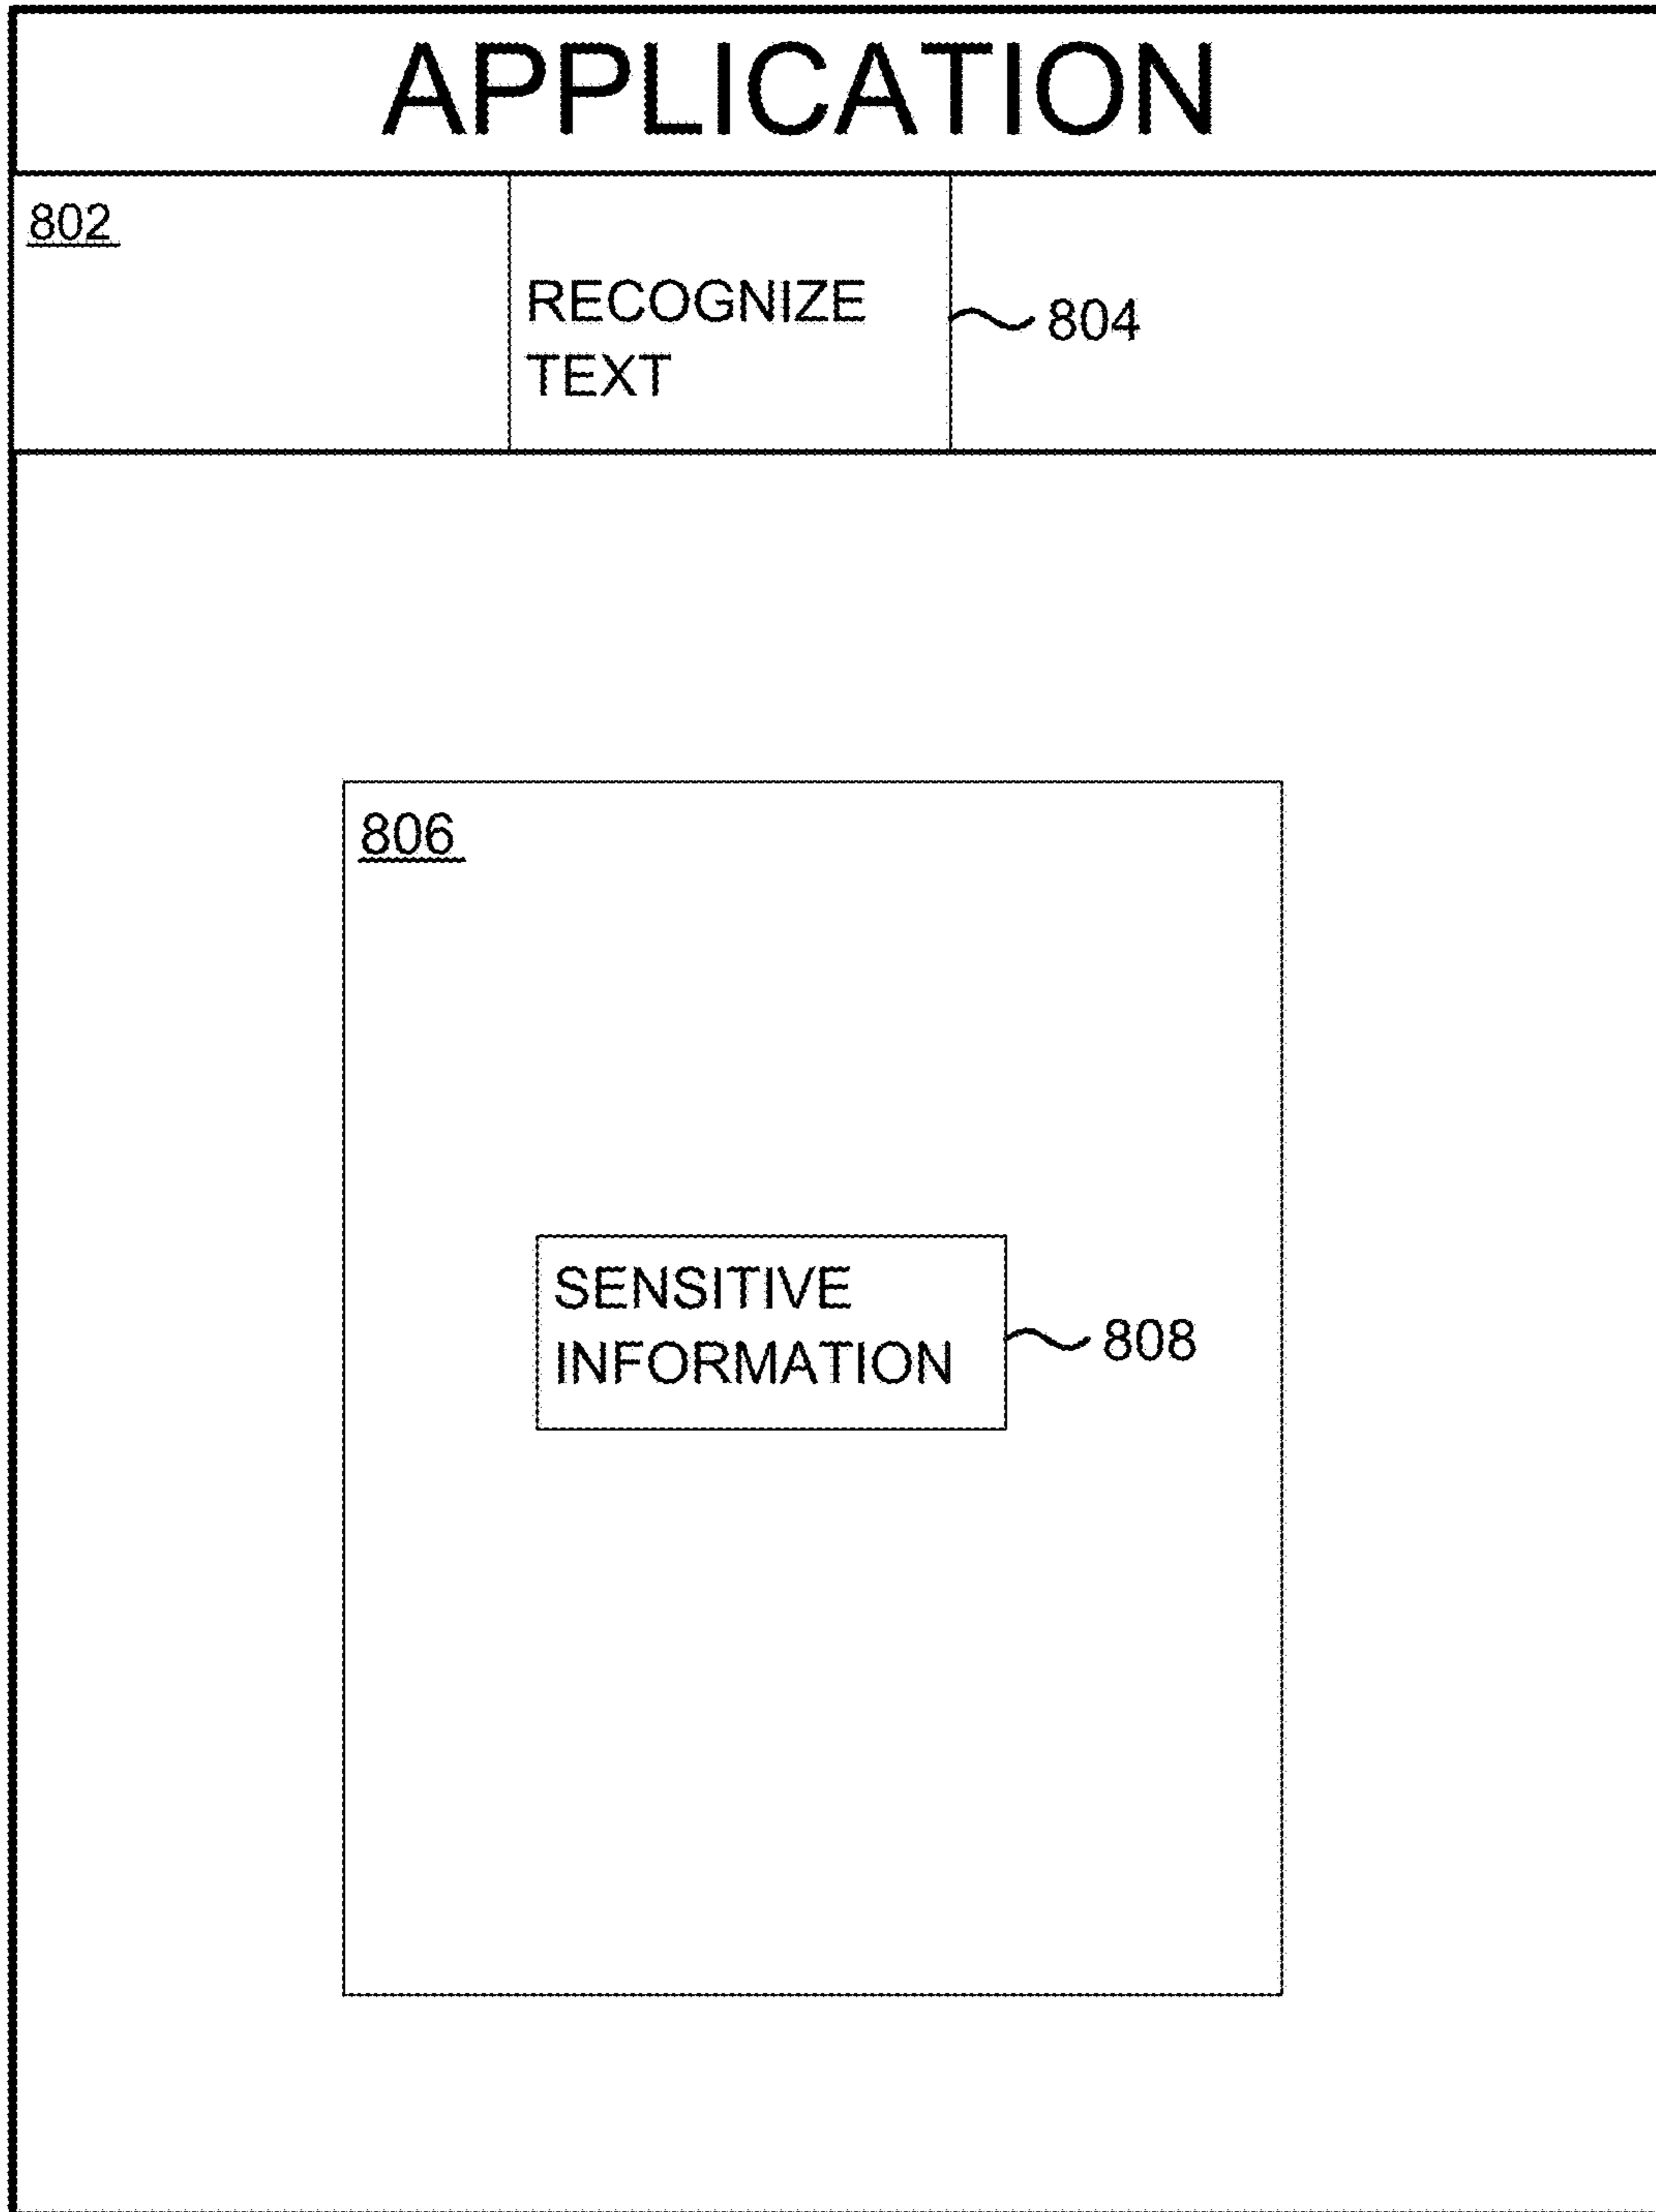 APPLICATION
802
RECOGNIZE
TEXT
804
806
SENSITIVE
INFORMATION
808